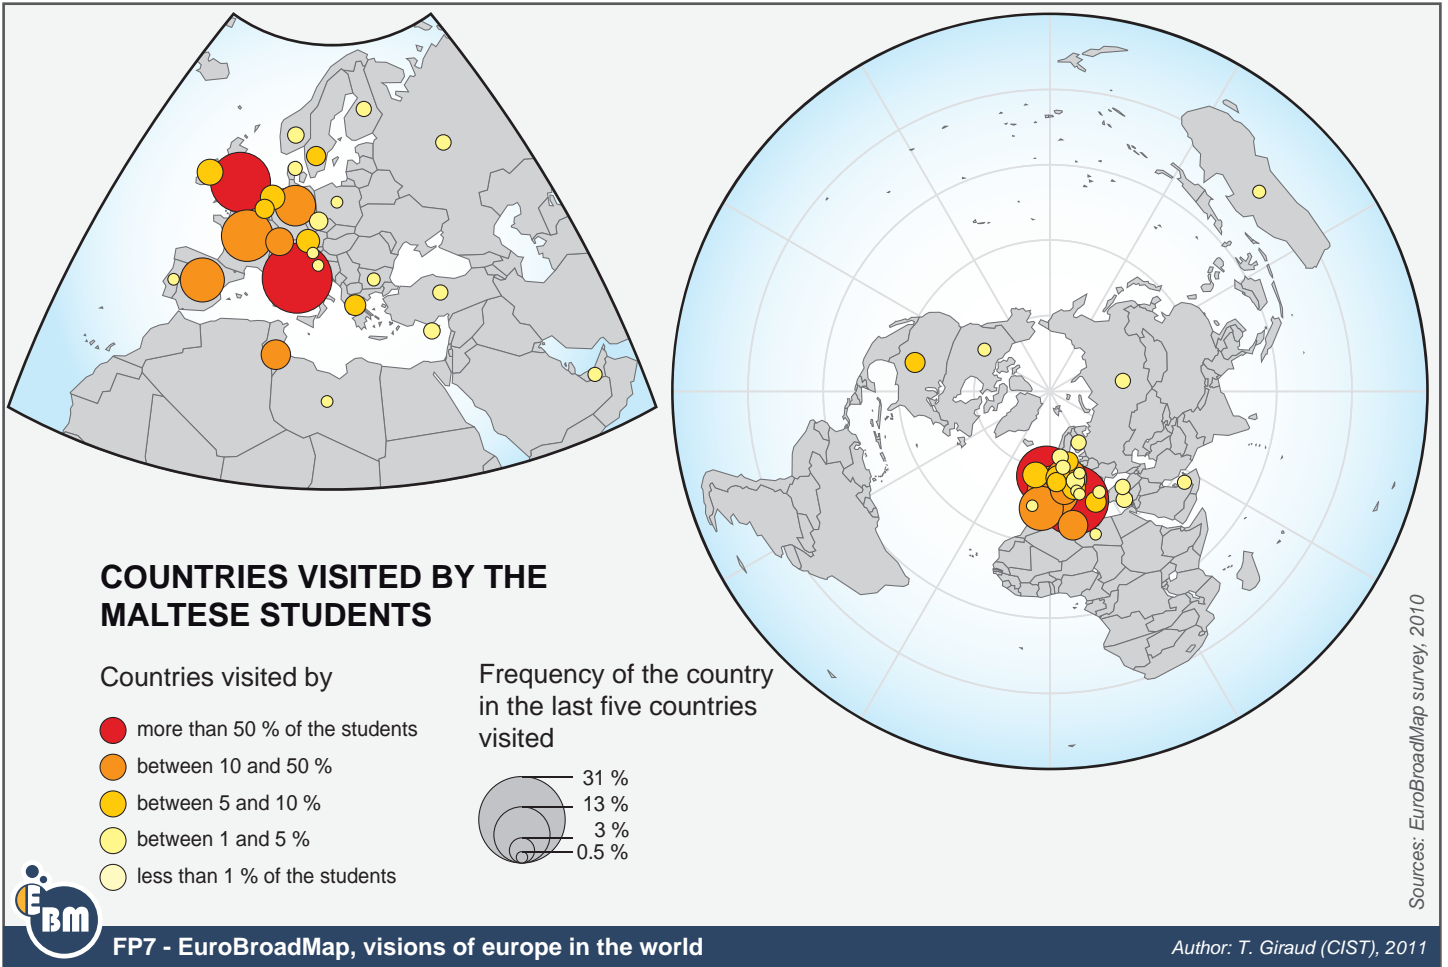 COUNTRIES VISITED BY THE
MALTESE STUDENTS
Countries visited by
more than 50 % of the students
between 10 and 50 %
between 5 and 10 %
between 1 and 5 %
less than 1 % of the students
Frequency of the country
in the last five countries
visited
31 %
13 %
3 %
0.5 %
Sources: EuroBroadMap survey, 2010
EBM
FP7 - EuroBroadMap, visions of europe in the world
Author: T. Giraud (CIST), 2011